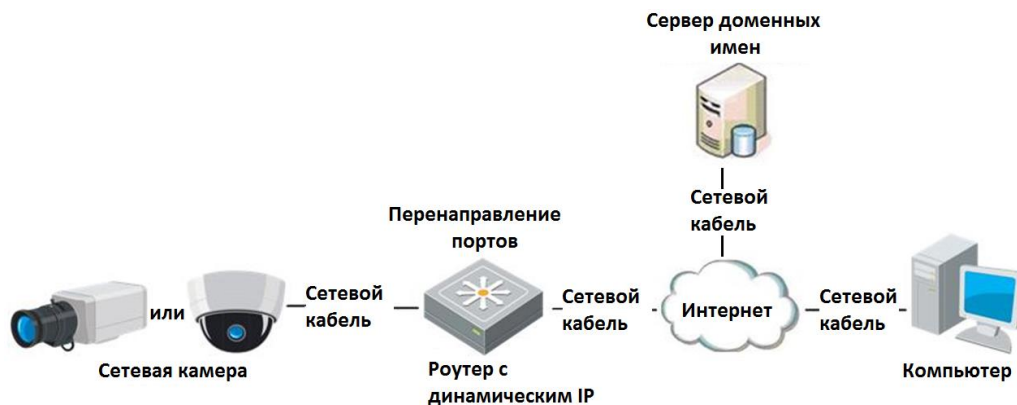 Сервер доменных
имен
Сетевой
кабель
Перенаправление
портов
или
Сетевой
кабель
Сетевой
кабель
Интернет
Сетевой
кабель
Сетевая камера
Роутер с
динамическим IP
Компьютер